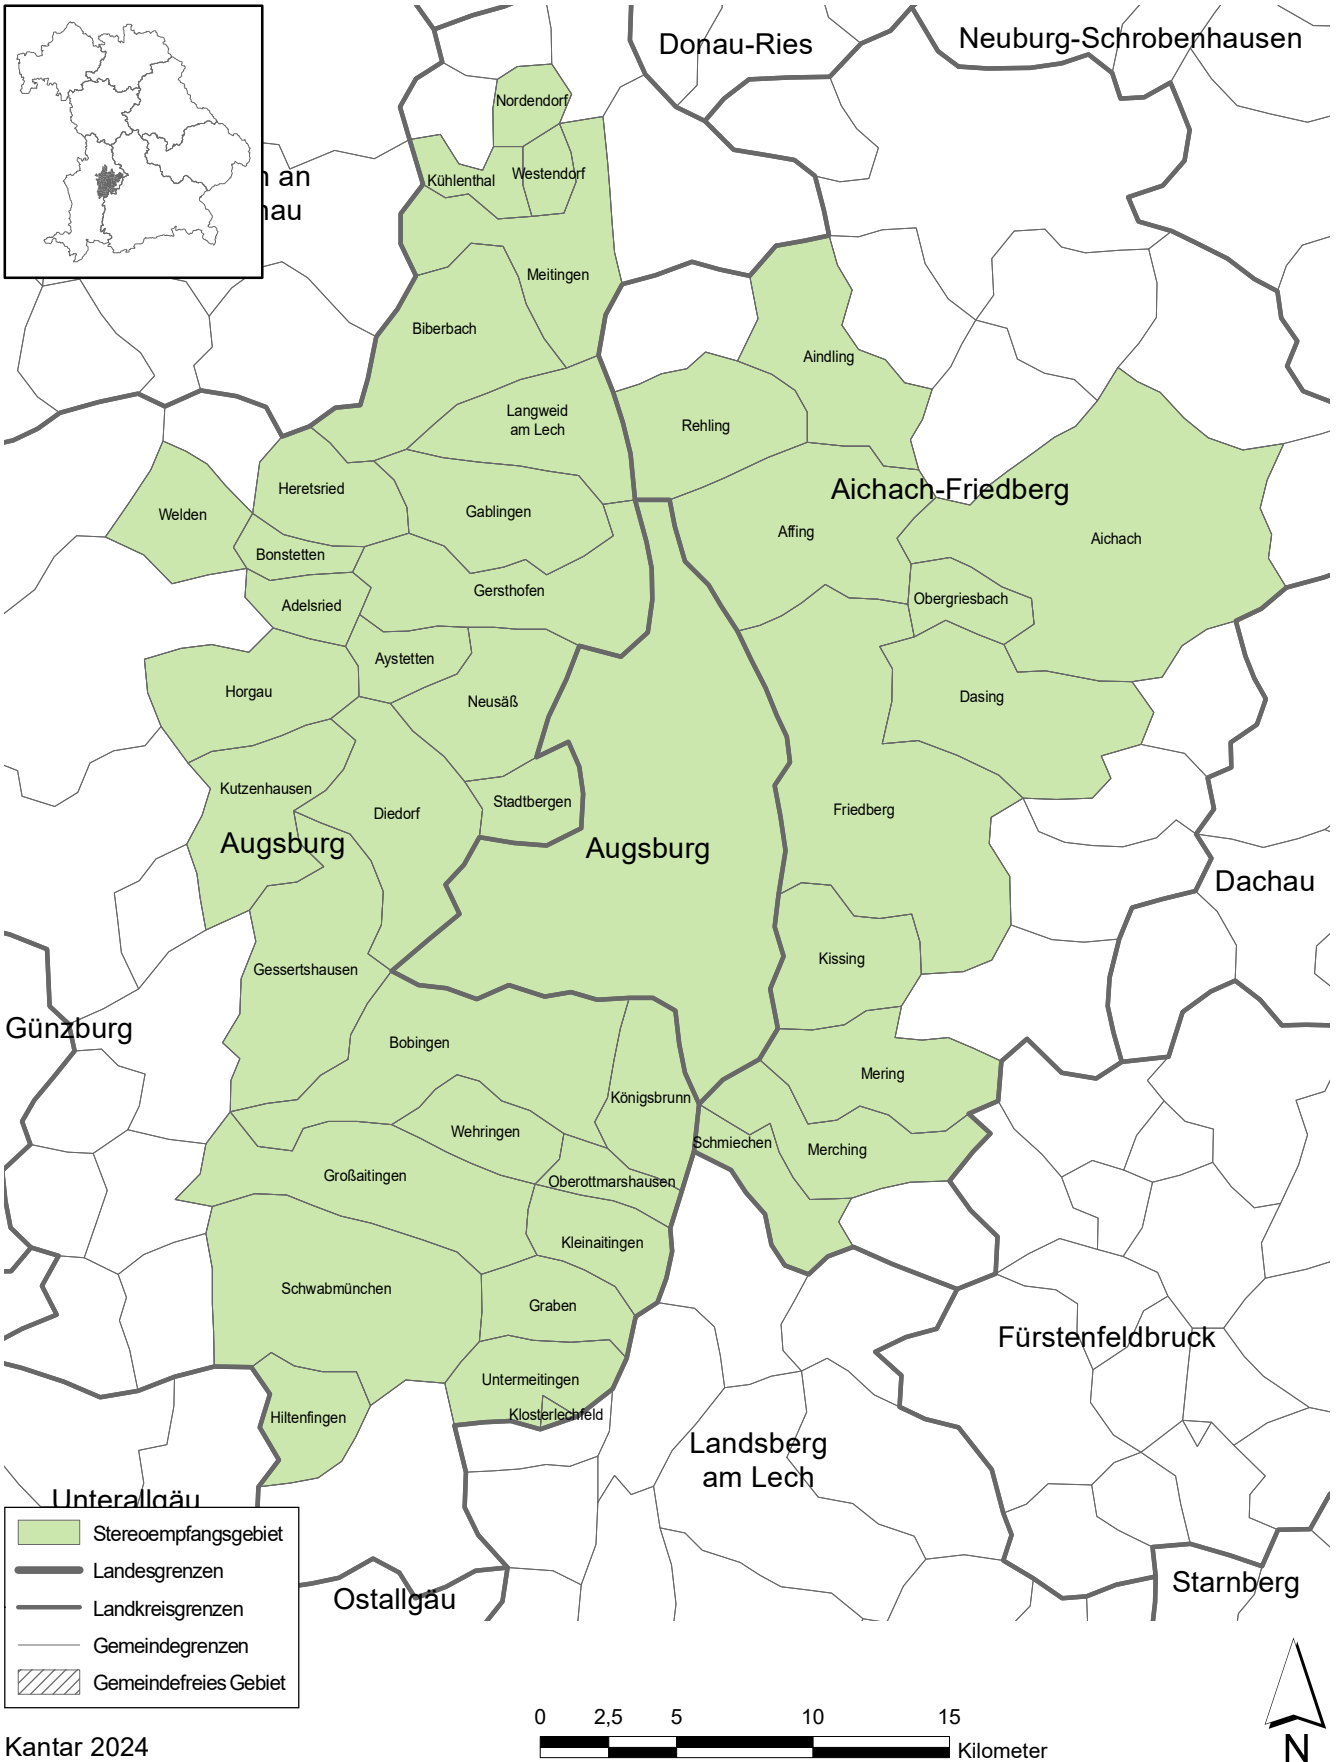 Donau-Ries
Neuburg-Schrobenhausen
n an
nau
Nordendorf
Kühlenthal
Westendorf
Meitingen
Biberbach
Aindling
Langweid
am Lech
Rehling
Heretsried
Aichach-Friedberg
Welden
Gablingen
Affing
Aichach
Bonstetten
Gersthofen
Obergriesbach
Adelsried
Aystetten
Horgau
Neusäß
Dasing
Kutzenhausen
Stadtbergen
Diedorf
Friedberg
Augsburg
Augsburg
Dachau
Gessertshausen
Kissing
Günzburg
Bobingen
Mering
Königsbrunn
Wehringen
Schmiechen
Merching
Großaitingen
Oberottmarshausen
Kleinaitingen
Schwabmünchen
Graben
Fürstenfeldbruck
Untermeitingen
Hiltenfingen
Klosterlechfeld
Landsberg
am Lech
Unterallgäu
Ostallgäu
Starnberg
Stereoempfangsgebiet
Landesgrenzen
Landkreisgrenzen
Gemeindegrenzen
Gemeindefreies Gebiet
0 2,5 5 10 15
Kilometer
N
Kantar 2024